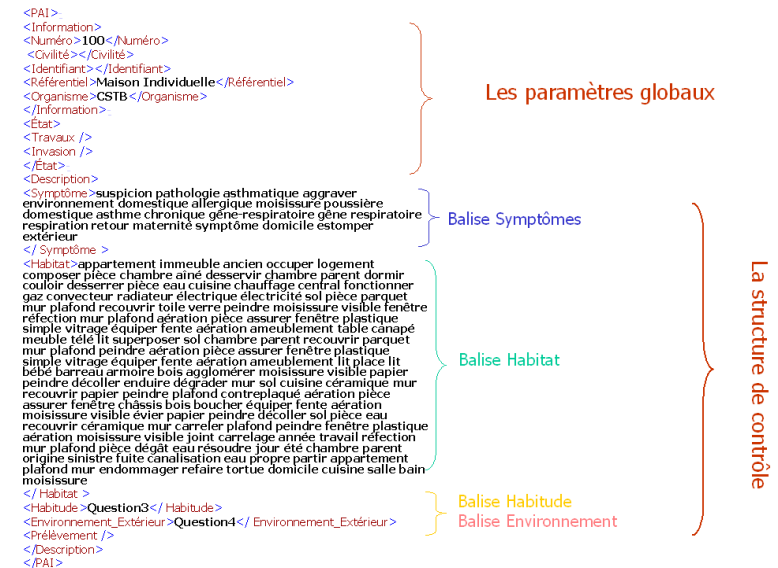 <PAI>
<Information>
<Numéro>100</Numéro>
<Civilité></Civilité>
<Identifiant></Identifiant>
<Référentiel>Maison Individuelle</Référentiel>
<Organisme>CSTB</Organisme>
</Information>
<État>
<Travaux />
<Invasion />
</État>
<Description>
<Symptôme>suspicion pathologie asthmatique aggraver
environnement domestique allergique moisissure poussière
domestique asthme chronique gêne-respiratoire gêne respiratoire
respiration retour maternité symptôme domicile estomper
extérieur
</ Symptôme >
<Habitat>appartement immeuble ancien occuper logement
composer pièce chambre aîné desservir chambre parent dormir
couloir desserrer pièce eau cuisine chauffage central fonctionner
gaz convecteur radiateur électrique électricité sol pièce parquet
mur plafond recouvrir toile verre peindre moisissure visible fenêtre
réfection mur plafond aération pièce assurer fenêtre plastique
simple vitrage équiper fente aération ameublement table canapé
meuble télé lit superposer sol chambre parent recouvrir parquet
mur plafond peindre aération pièce assurer fenêtre plastique
simple vitrage équiper fente aération ameublement lit place lit
bébé barreau armoire bois agglomérer moisissure visible papier
peindre décoller enduire dégrader mur sol cuisine céramique mur
recouvrir papier peindre plafond contreplaqué aération pièce
assurer fenêtre châssis bois boucher équiper fente aération
moisissure visible évier papier peindre décoller sol pièce eau
recouvrir céramique mur carreler plafond peindre fenêtre plastique
aération moisissure visible joint carrelage année travail réfection
mur plafond pièce dégât eau résoudre jour été chambre parent
origine sinistre fuite canalisation eau propre partir appartement
plafond mur endommager refaire tortue domicile cuisine salle bain
moisissure
</ Habitat >
<Habitude>Question3</ Habitude>
<Environnement_Extérieur>Question4</ Environnement_Extérieur>
<Prélèvement />
</Description>
</PAI>
Les paramètres globaux
Balise Symptômes
Balise Habitat
Balise Habitude
Balise Environnement
La structure de contrôle